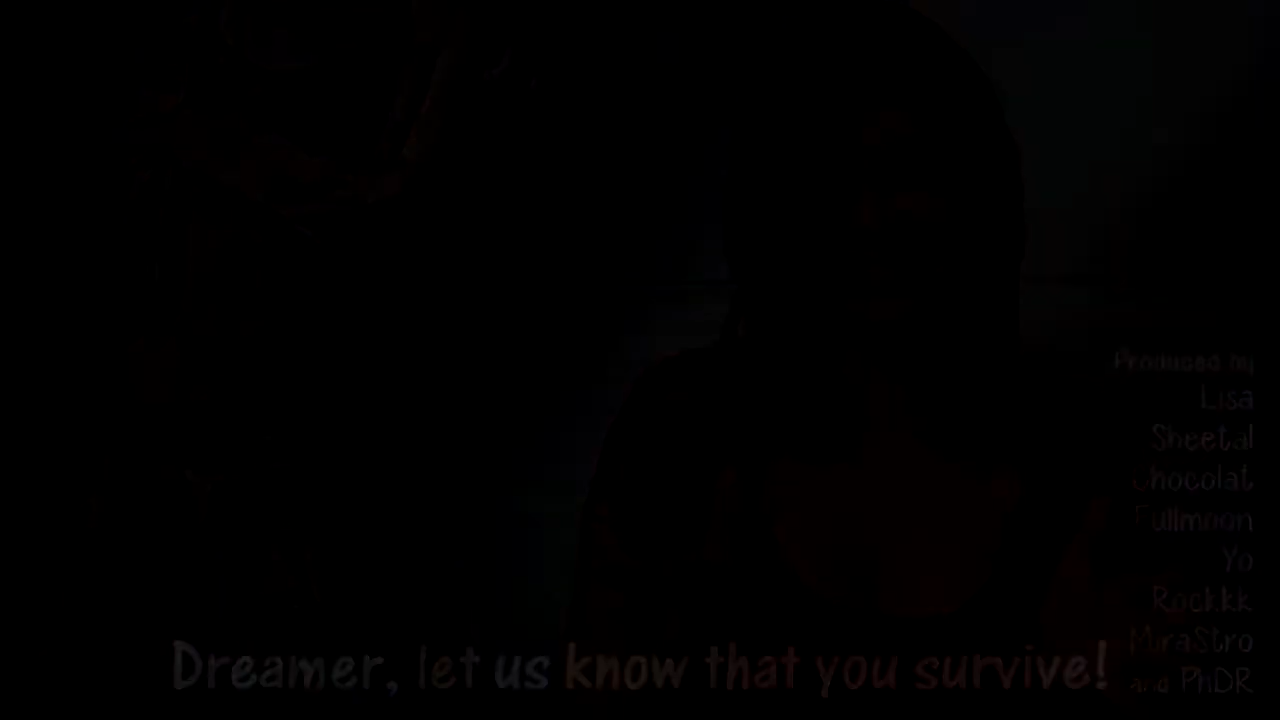 Produced by
Lisa
Sheetal
Chocolat
Fullmoon
Yo
Rockkk
MiraStro
and PhDR
Dreamer, let us know that you survive!